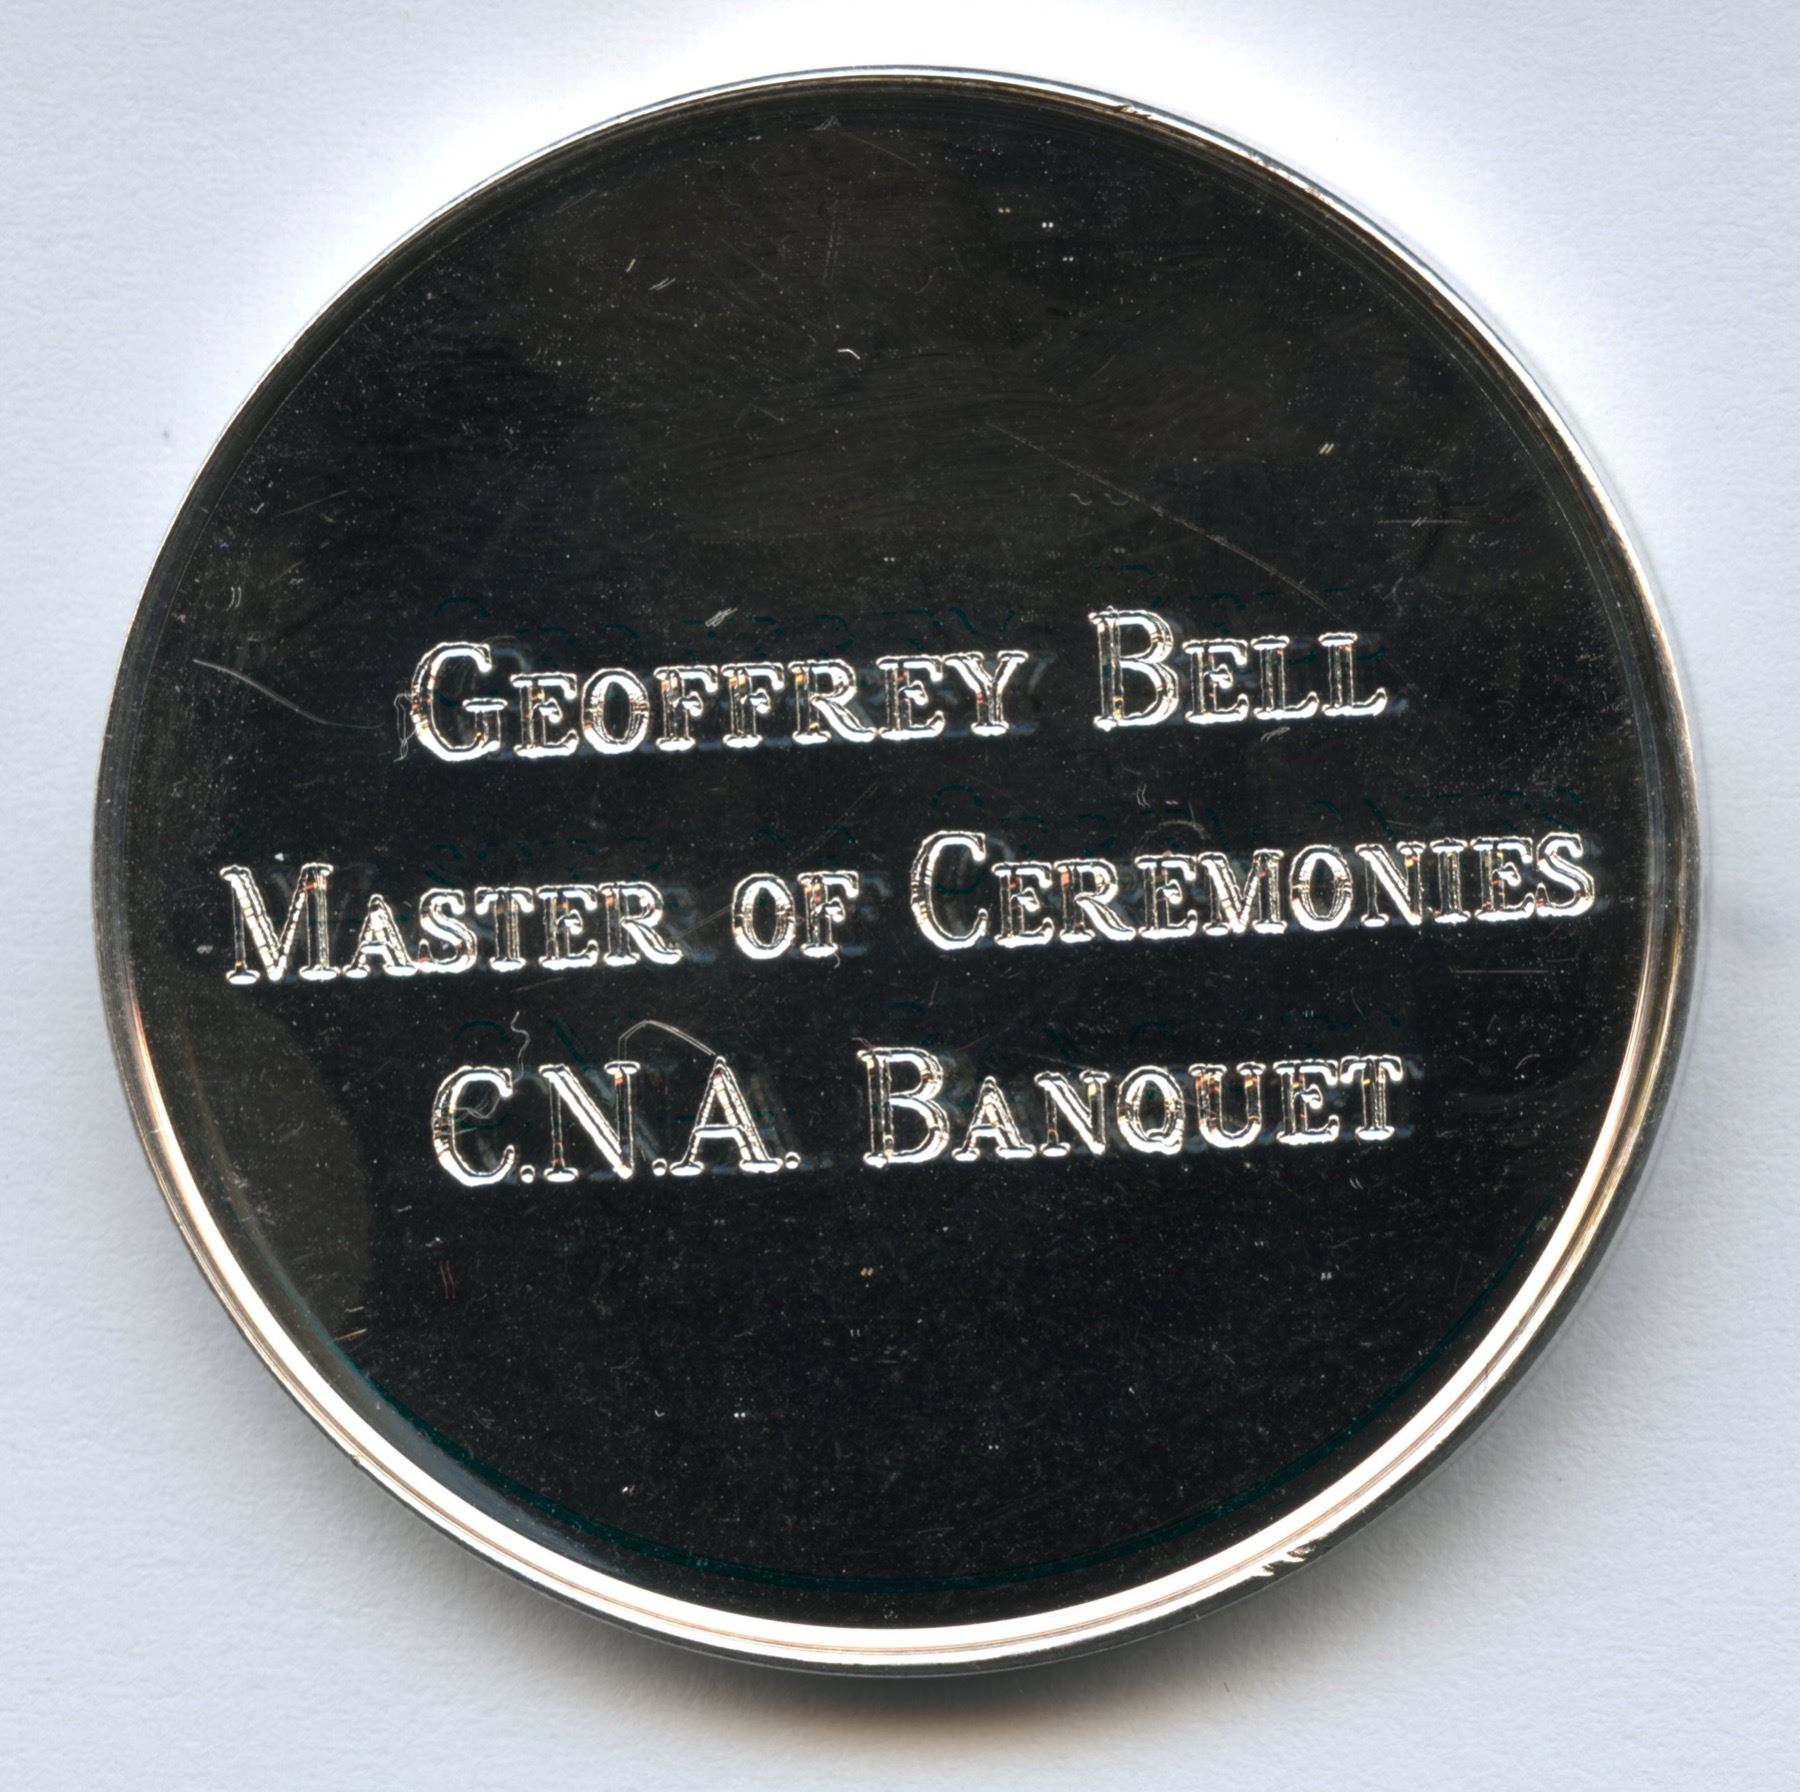 GEOFFREY BELL
MASTER OF CEREMONIES
C.N.A. BANQUET